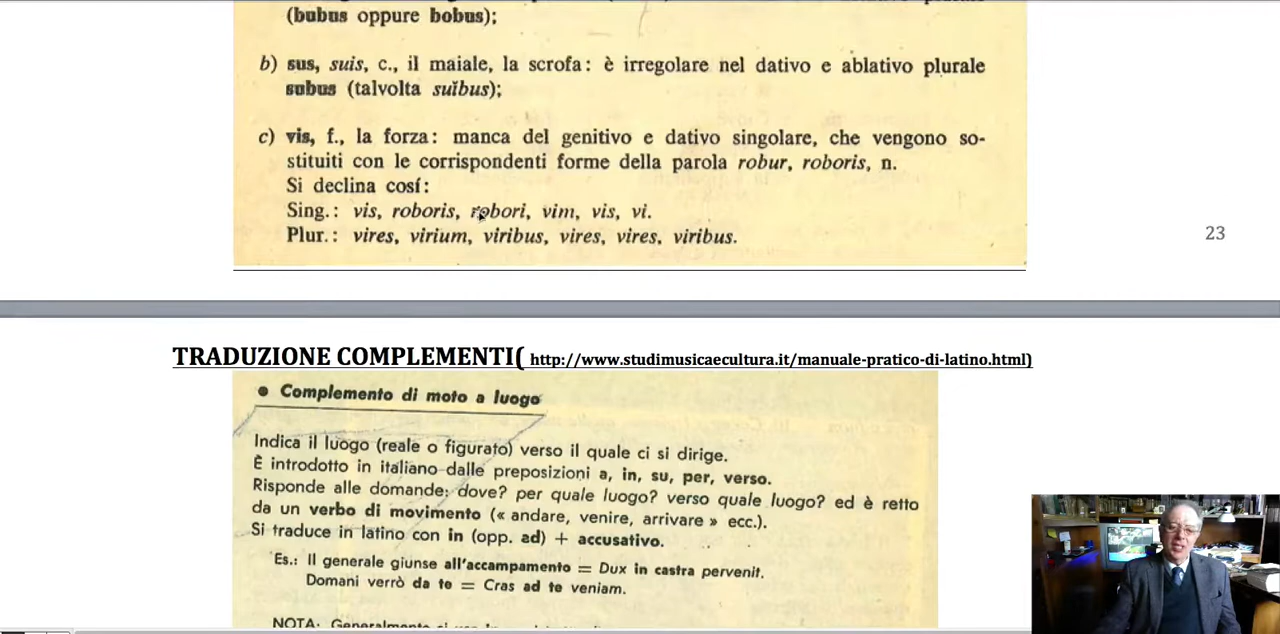 (bubus oppure bobus);
b) sus, suis, c., il maiale, la scrofa: è irregolare nel dativo e ablativo plurale
subus (talvolta suĭbus);
c) vis, f., la forza: manca del genitivo e dativo singolare, che vengono so-
stituiti con le corrispondenti forme della parola robur, roboris, n.
Si declina cosí:
Sing.: vis, roboris, robori, vim, vis, vi.
Plur.: vires, virium, viribus, vires, vires, viribus.
23
TRADUZIONE COMPLEMENTI( http://www.studimusicaecultura.it/manuale-pratico-di-latino.html)
● Complemento di moto a luogo
Indica il luogo (reale o figurato) verso il quale ci si dirige.
È introdotto in italiano dalle preposizioni a, in, su, per, verso.
Risponde alle domande: dove? per quale luogo? verso quale luogo? ed è retto
da un verbo di movimento (« andare, venire, arrivare » ecc.).
Si traduce in latino con in (opp. ad) + accusativo.
Es.: Il generale giunse all'accampamento = Dux in castra pervenit.
Domani verrò da te = Cras ad te veniam.
NOTA: Generalmente si